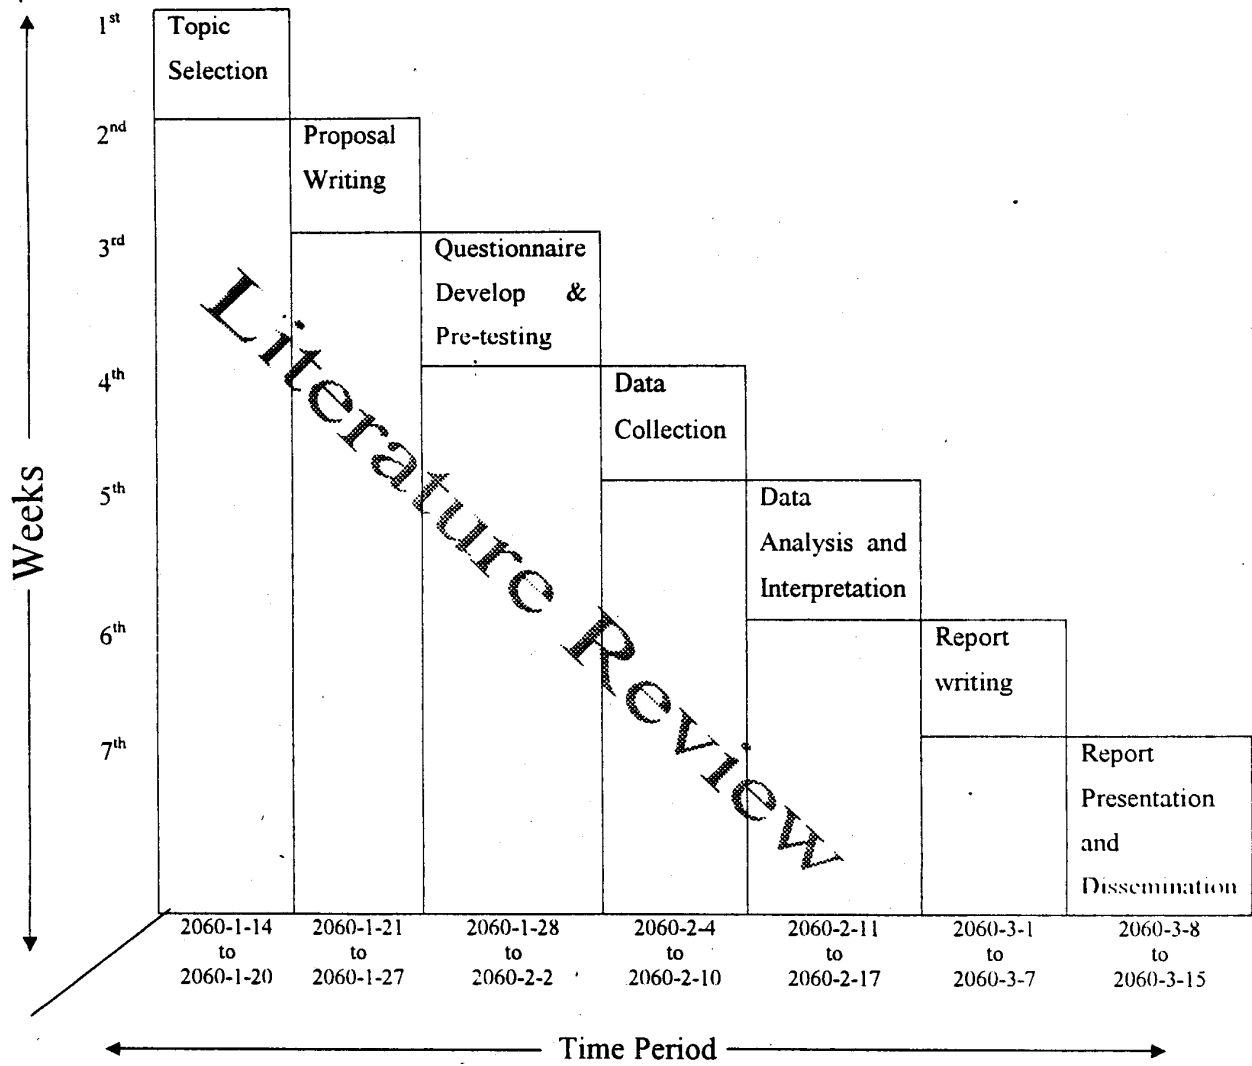 1st
Topic
Selection
2nd
Proposal
Writing
3rd
Questionnaire
Develop &
Pre-testing
4th
Data
Collection
5th
Data
Analysis and
Interpretation
6th
Report
writing
7th
Report
Presentation
and
Dissemination
Weeks
Literature Review
2060-1-14
to
2060-1-20
2060-1-21
to
2060-1-27
2060-1-28
to
2060-2-2
2060-2-4
to
2060-2-10
2060-2-11
to
2060-2-17
2060-3-1
to
2060-3-7
2060-3-8
to
2060-3-15
Time Period